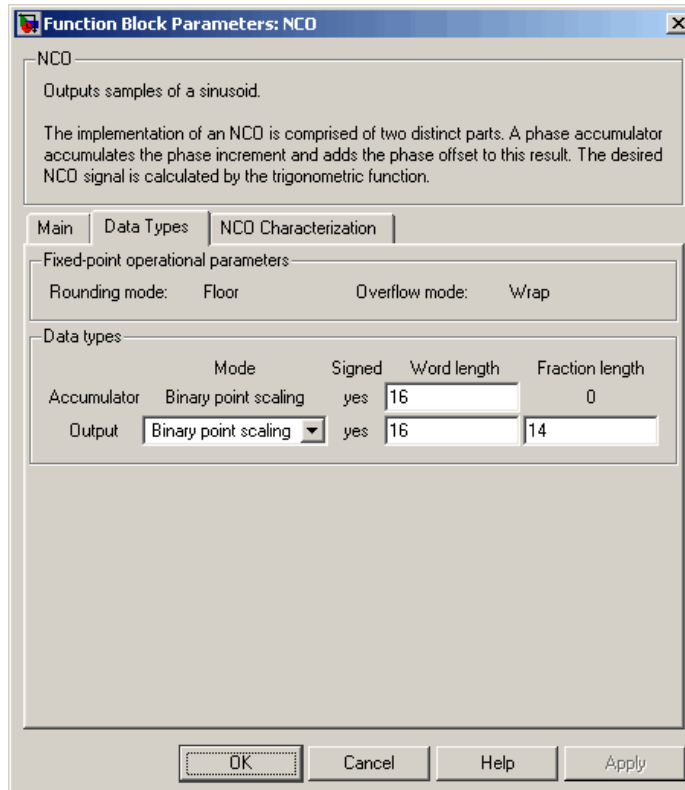 Function Block Parameters: NCO
NCO
Outputs samples of a sinusoid.
The implementation of an NCO is comprised of two distinct parts. A phase accumulator
accumulates the phase increment and adds the phase offset to this result. The desired
NCO signal is calculated by the trigonometric function.
Main Data Types NCO Characterization
Fixed-point operational parameters
Rounding mode: Floor Overflow mode: Wrap
Data types
Mode Signed Word length Fraction length
Accumulator Binary point scaling yes 16 0
Output Binary point scaling yes 16 14
OK Cancel Help Apply